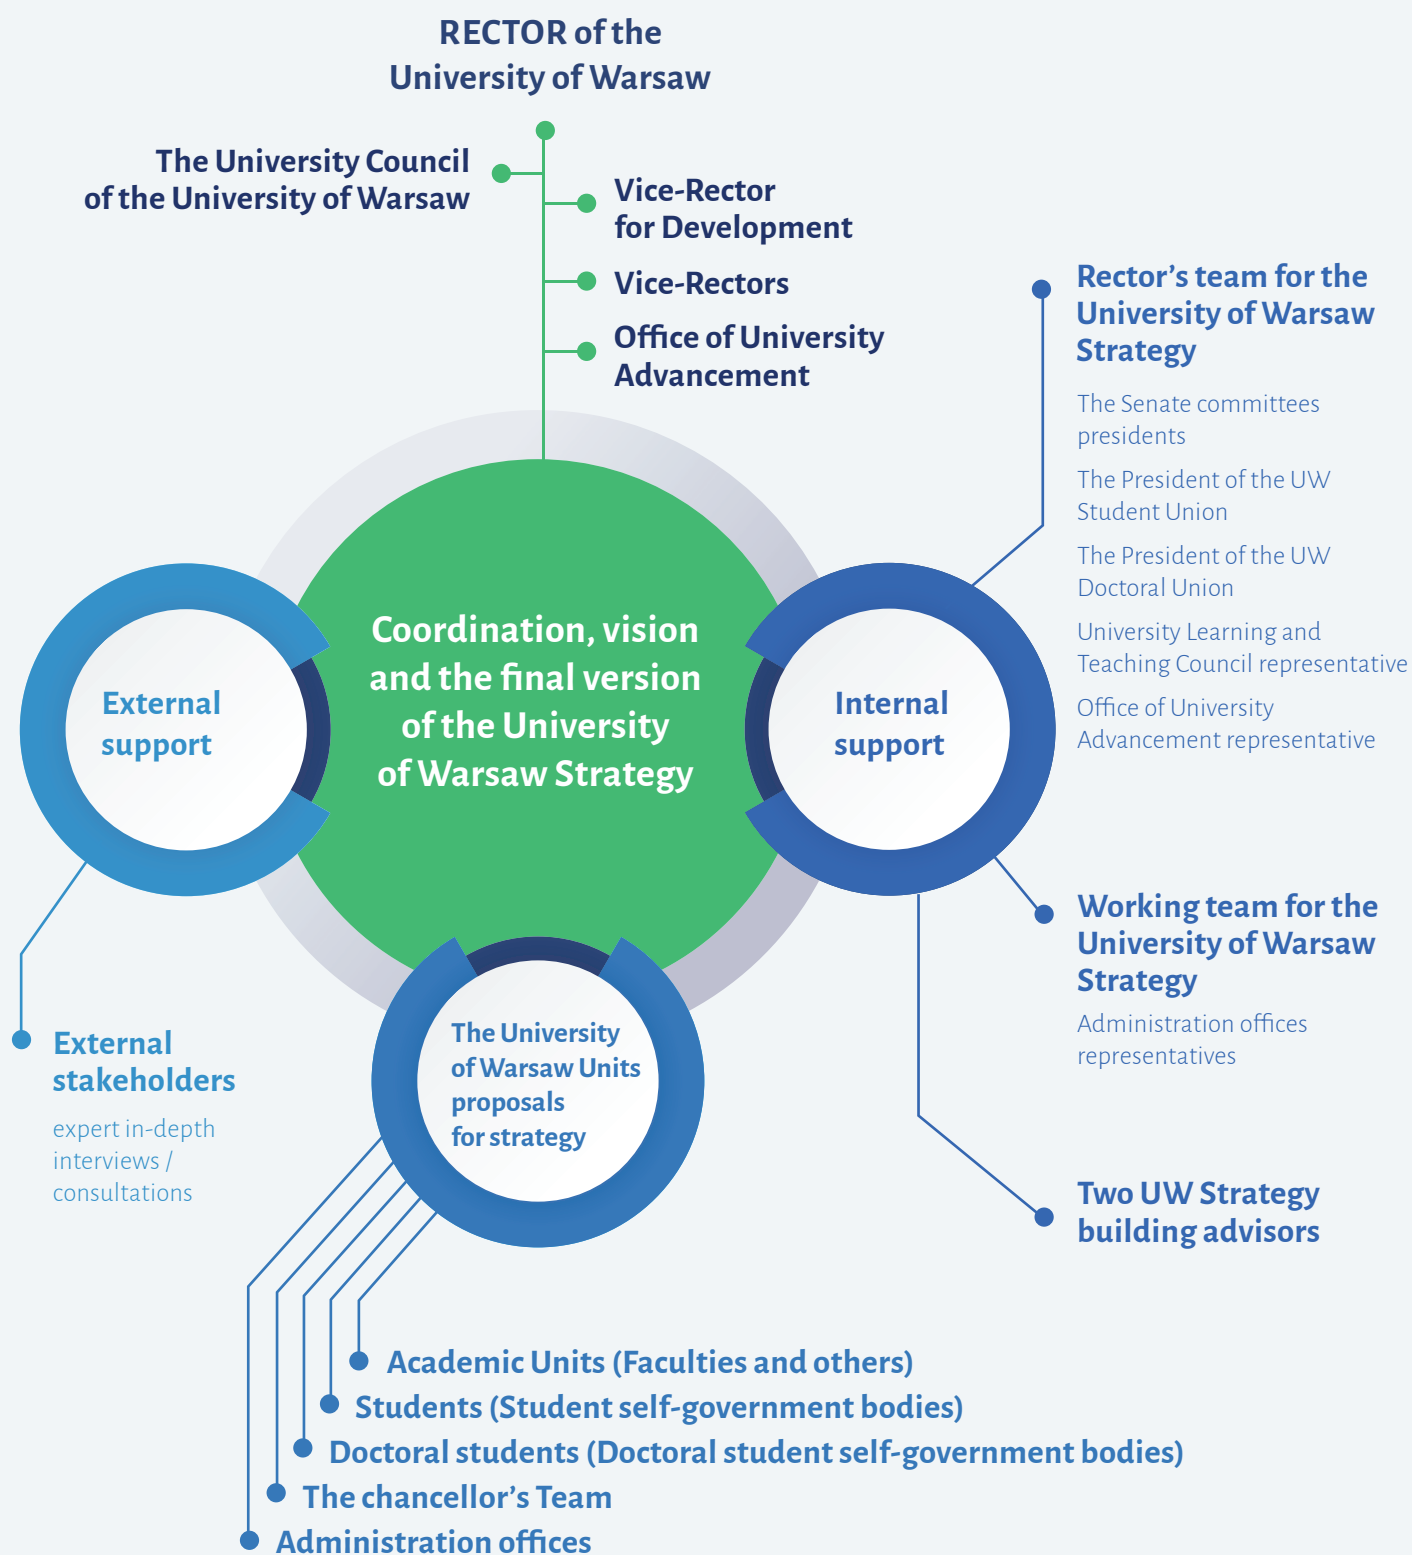 RECTOR of the
University of Warsaw
The University Council
of the University of Warsaw
Vice-Rector
for Development
Vice-Rectors
Office of University
Advancement
Rector’s team for the
University of Warsaw
Strategy
The Senate committees
presidents
The President of the UW
Student Union
The President of the UW
Doctoral Union
University Learning and
Teaching Council representative
Office of University
Advancement representative
Coordination, vision
and the final version
of the University
of Warsaw Strategy
External
support
Internal
support
Working team for the
University of Warsaw
Strategy
Administration offices
representatives
The University
of Warsaw Units
proposals
for strategy
External
stakeholders
expert in-depth
interviews /
consultations
Two UW Strategy
building advisors
Academic Units (Faculties and others)
Students (Student self-government bodies)
Doctoral students (Doctoral student self-government bodies)
The chancellor’s Team
Administration offices